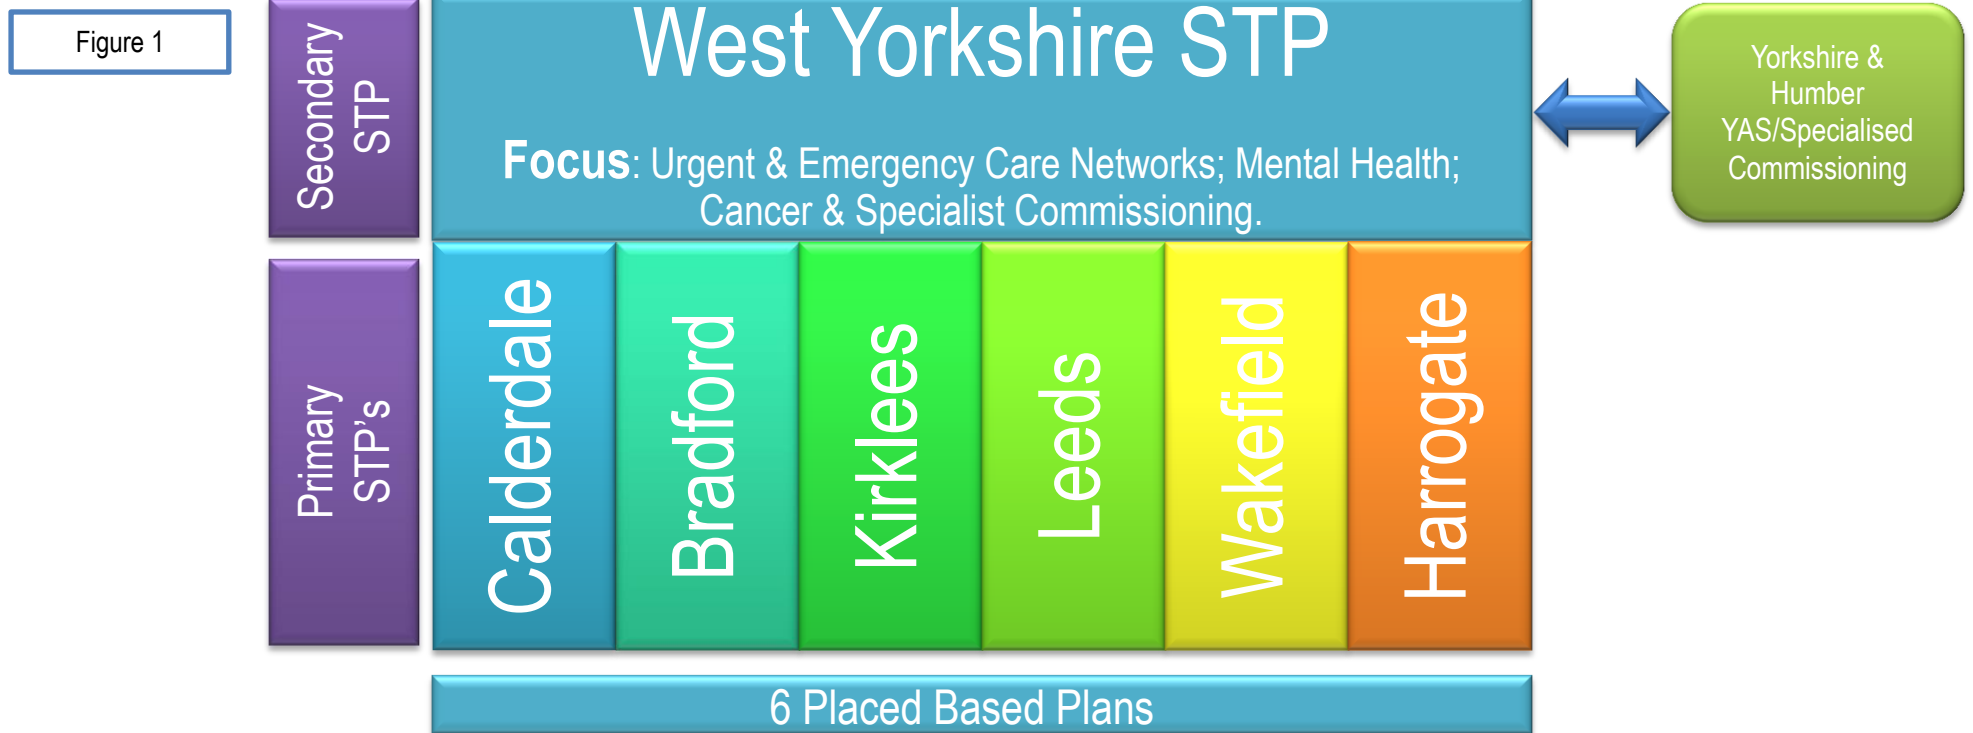 Figure 1
Secondary
STP
West Yorkshire STP
Focus: Urgent & Emergency Care Networks; Mental Health;
Cancer & Specialist Commissioning.
Yorkshire &
Humber
YAS/Specialised
Commissioning
Primary
STP’s
Calderdale
Bradford
Kirklees
Leeds
Wakefield
Harrogate
6 Placed Based Plans